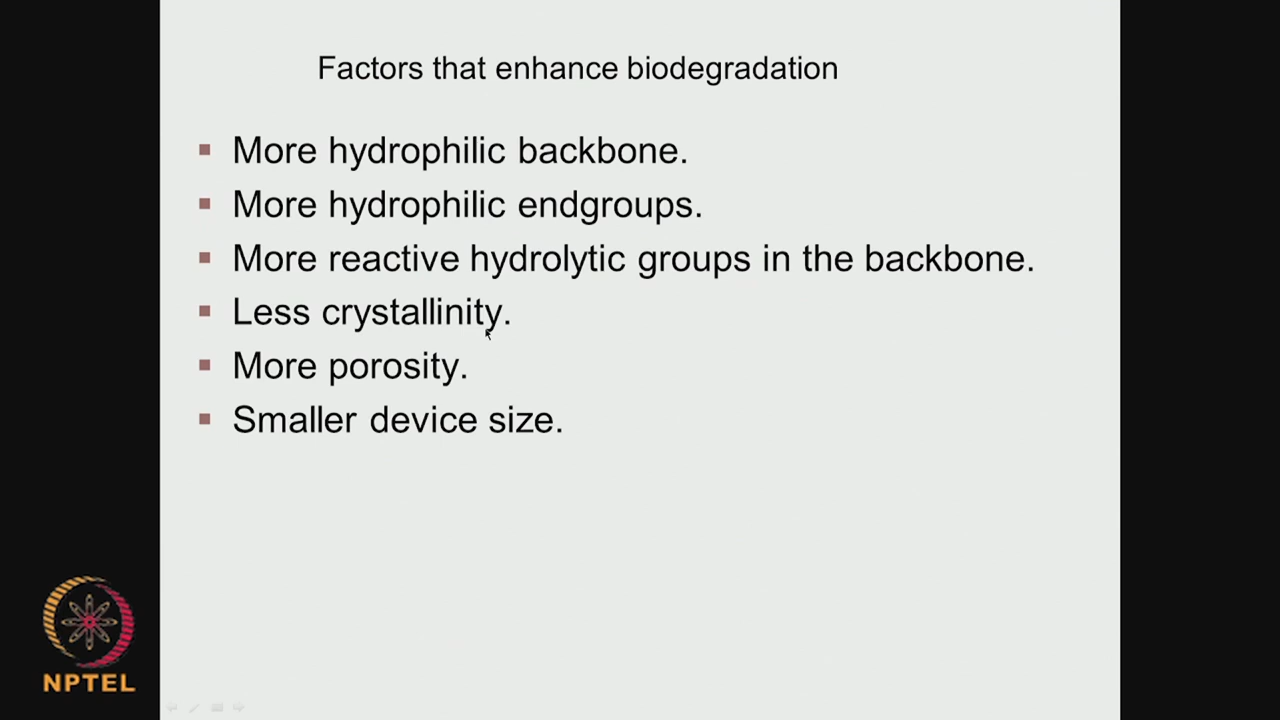 Factors that enhance biodegradation
More hydrophilic backbone.
More hydrophilic endgroups.
More reactive hydrolytic groups in the backbone.
Less crystallinity.
More porosity.
Smaller device size.
NPTEL